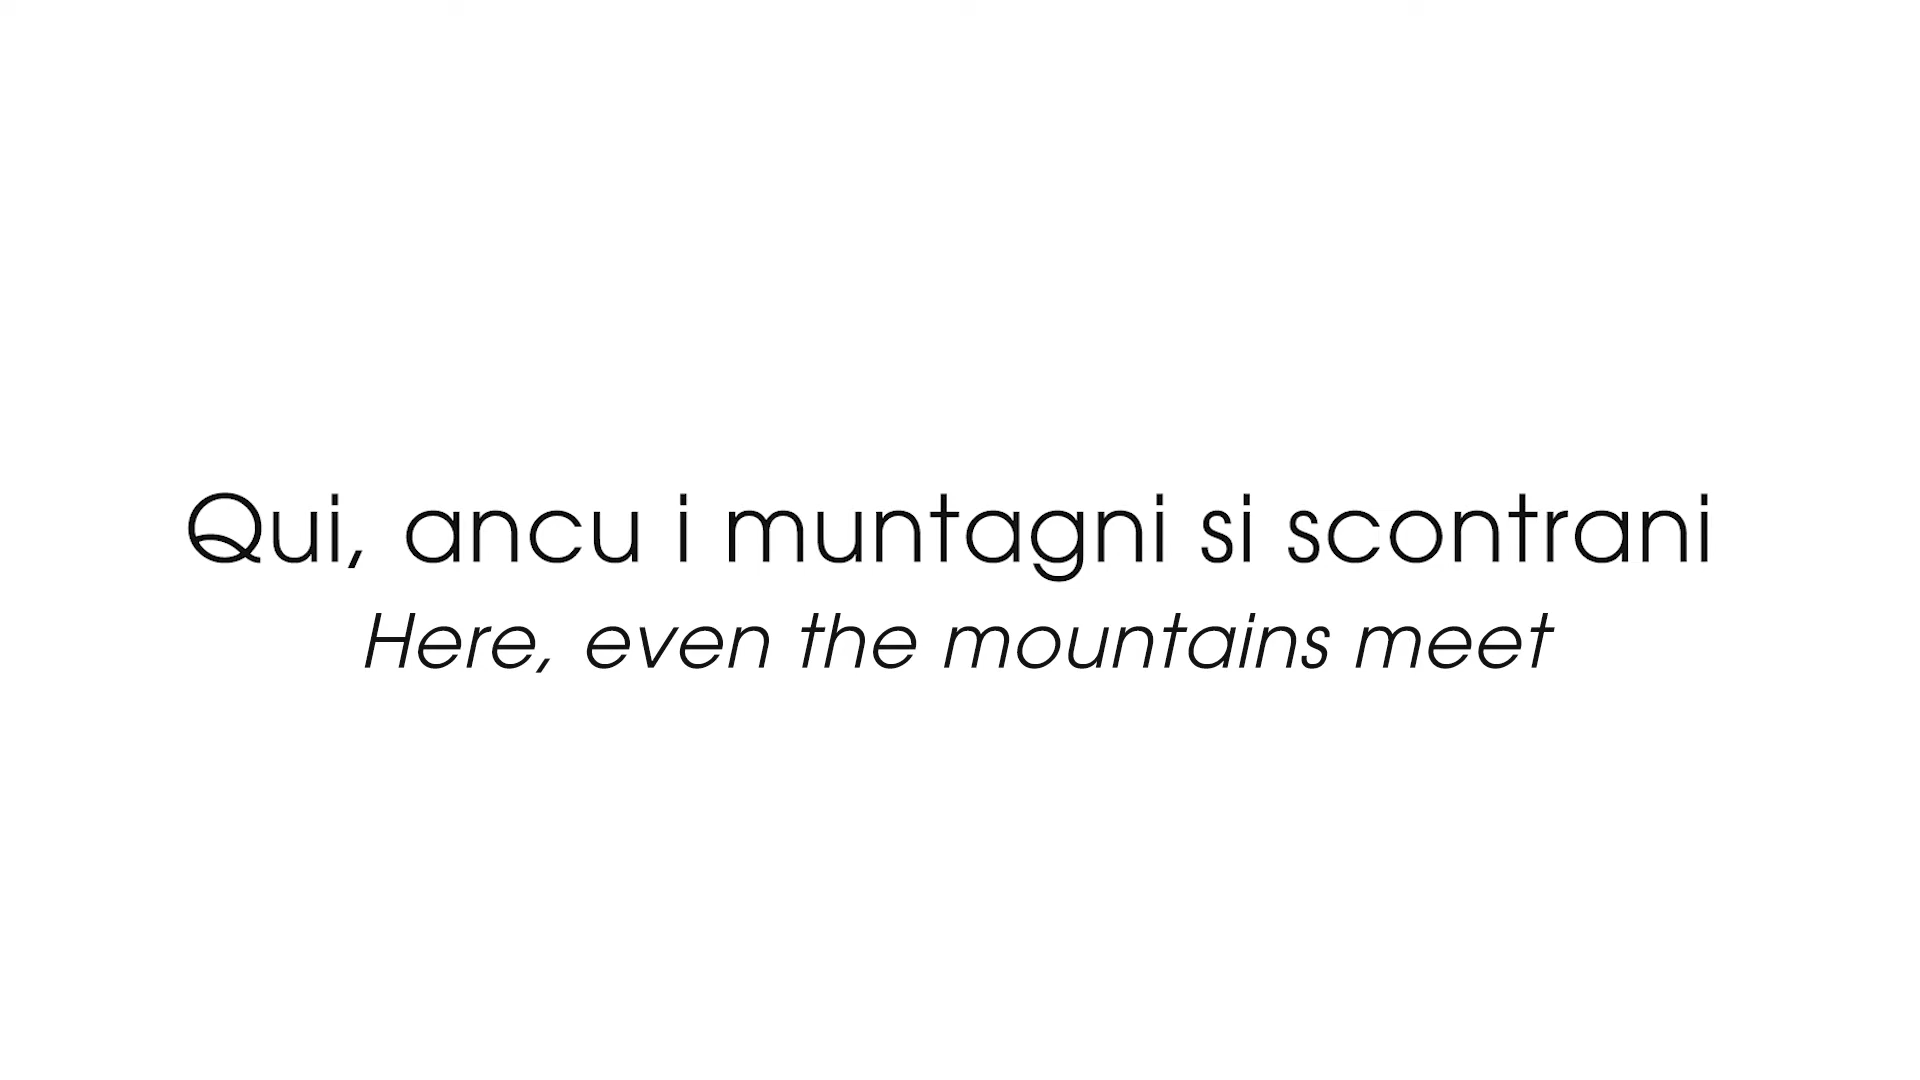 Qui, ancu i muntagni si scontrani
Here, even the mountains meet